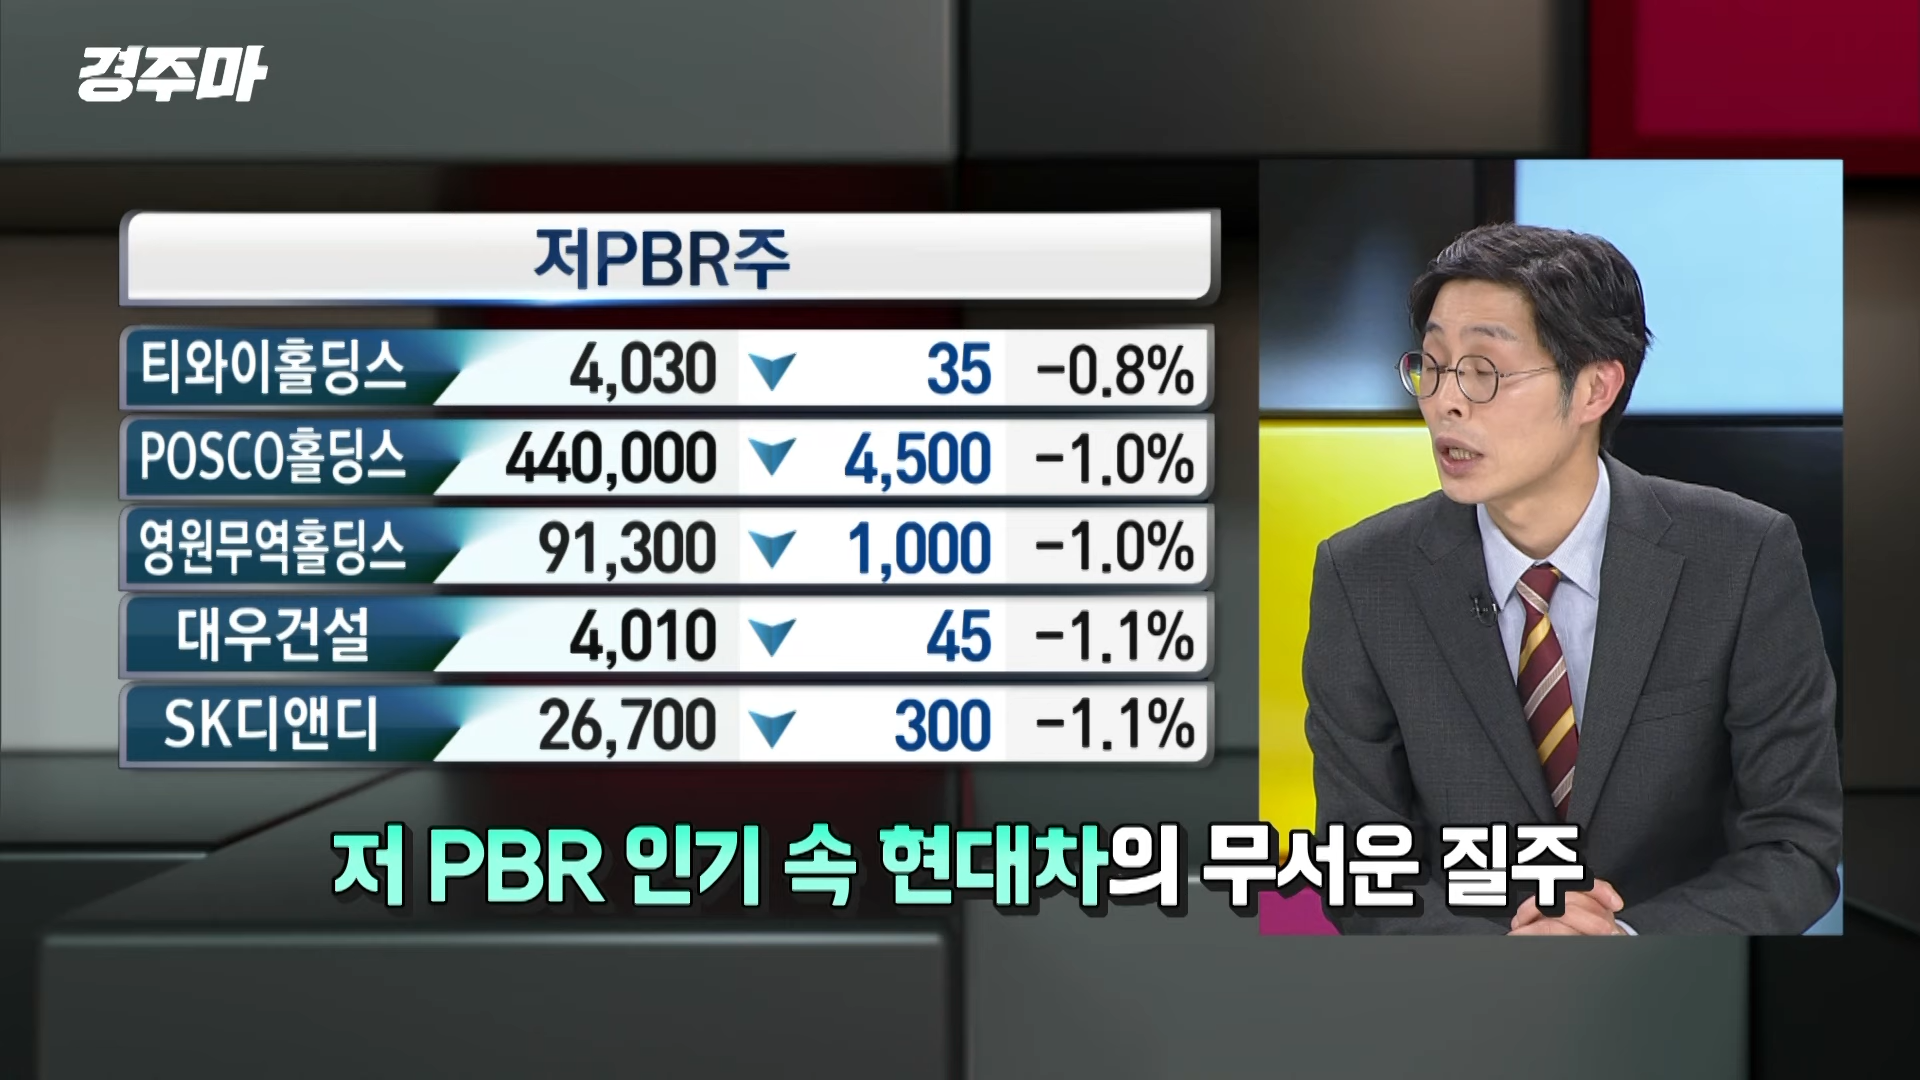 경주마
저PBR주
티와이홀딩스 4,030 ▼ 35 -0.8%
POSCO홀딩스 440,000 ▼ 4,500 -1.0%
영원무역홀딩스 91,300 ▼ 1,000 -1.0%
대우건설 4,010 ▼ 45 -1.1%
SK디앤디 26,700 ▼ 300 -1.1%
저 PBR 인기 속 현대차의 무서운 질주